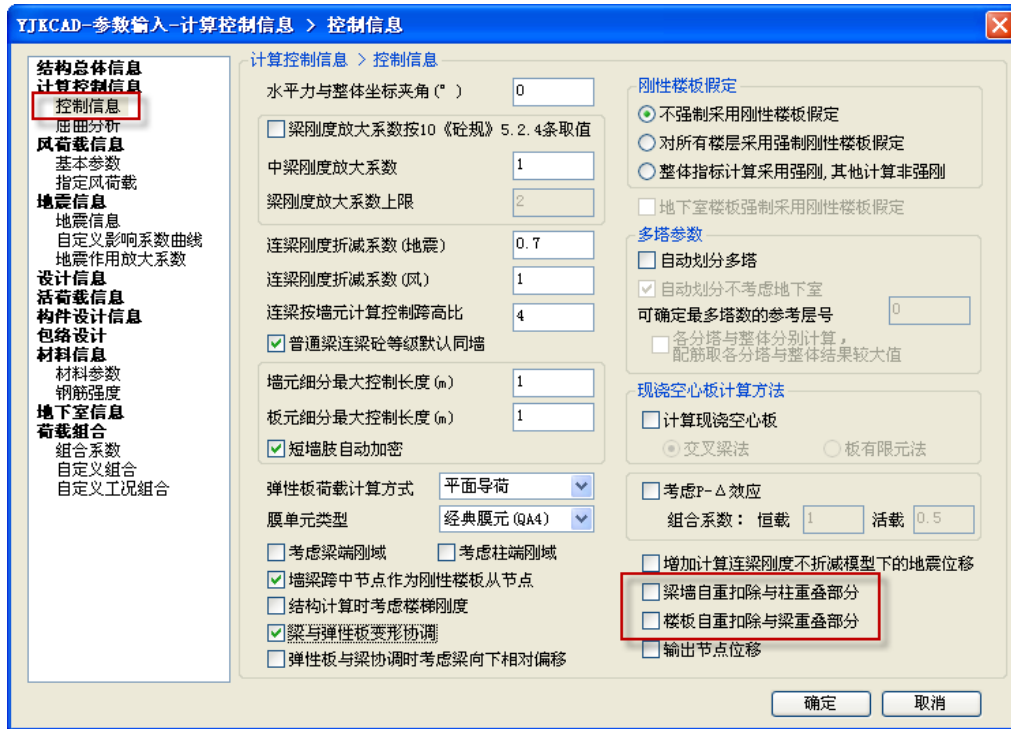 YJKCAD-参数输入-计算控制信息 > 控制信息
结构总体信息
计算控制信息
控制信息
屈曲分析
风荷载信息
基本参数
指定风荷载
地震信息
地震信息
自定义影响系数曲线
地震作用放大系数
设计信息
活荷载信息
构件设计信息
包络设计
材料信息
材料参数
钢筋强度
地下室信息
荷载组合
组合系数
自定义组合
自定义工况组合
计算控制信息 > 控制信息
水平力与整体坐标夹角(°) 0
梁刚度放大系数按10《砼规》5.2.4条取值
中梁刚度放大系数 1
梁刚度放大系数上限 2
连梁刚度折减系数(地震) 0.7
连梁刚度折减系数(风) 1
连梁按墙元计算控制跨高比 4
普通梁连梁砼等级默认同墙
墙元细分最大控制长度(m) 1
板元细分最大控制长度(m) 1
短墙肢自动加密
弹性板荷载计算方式 平面导荷
膜单元类型 经典膜元(QA4)
考虑梁端刚域 考虑柱端刚域
墙梁跨中节点作为刚性楼板从节点
结构计算时考虑楼梯刚度
梁与弹性板变形协调
弹性板与梁协调时考虑梁向下相对偏移
刚性楼板假定
不强制采用刚性楼板假定
对所有楼层采用强制刚性楼板假定
整体指标计算采用强刚,其他计算非强刚
地下室楼板强制采用刚性楼板假定
多塔参数
自动划分多塔
自动划分不考虑地下室
可确定最多塔数的参考层号 0
各分塔与整体分别计算,
配筋取各分塔与整体结果较大值
现浇空心板计算方法
计算现浇空心板
交叉梁法 板有限元法
考虑P-Δ效应
组合系数: 恒载 1 活载 0.5
增加计算连梁刚度不折减模型下的地震位移
梁墙自重扣除与柱重叠部分
楼板自重扣除与梁重叠部分
输出节点位移
确定 取消